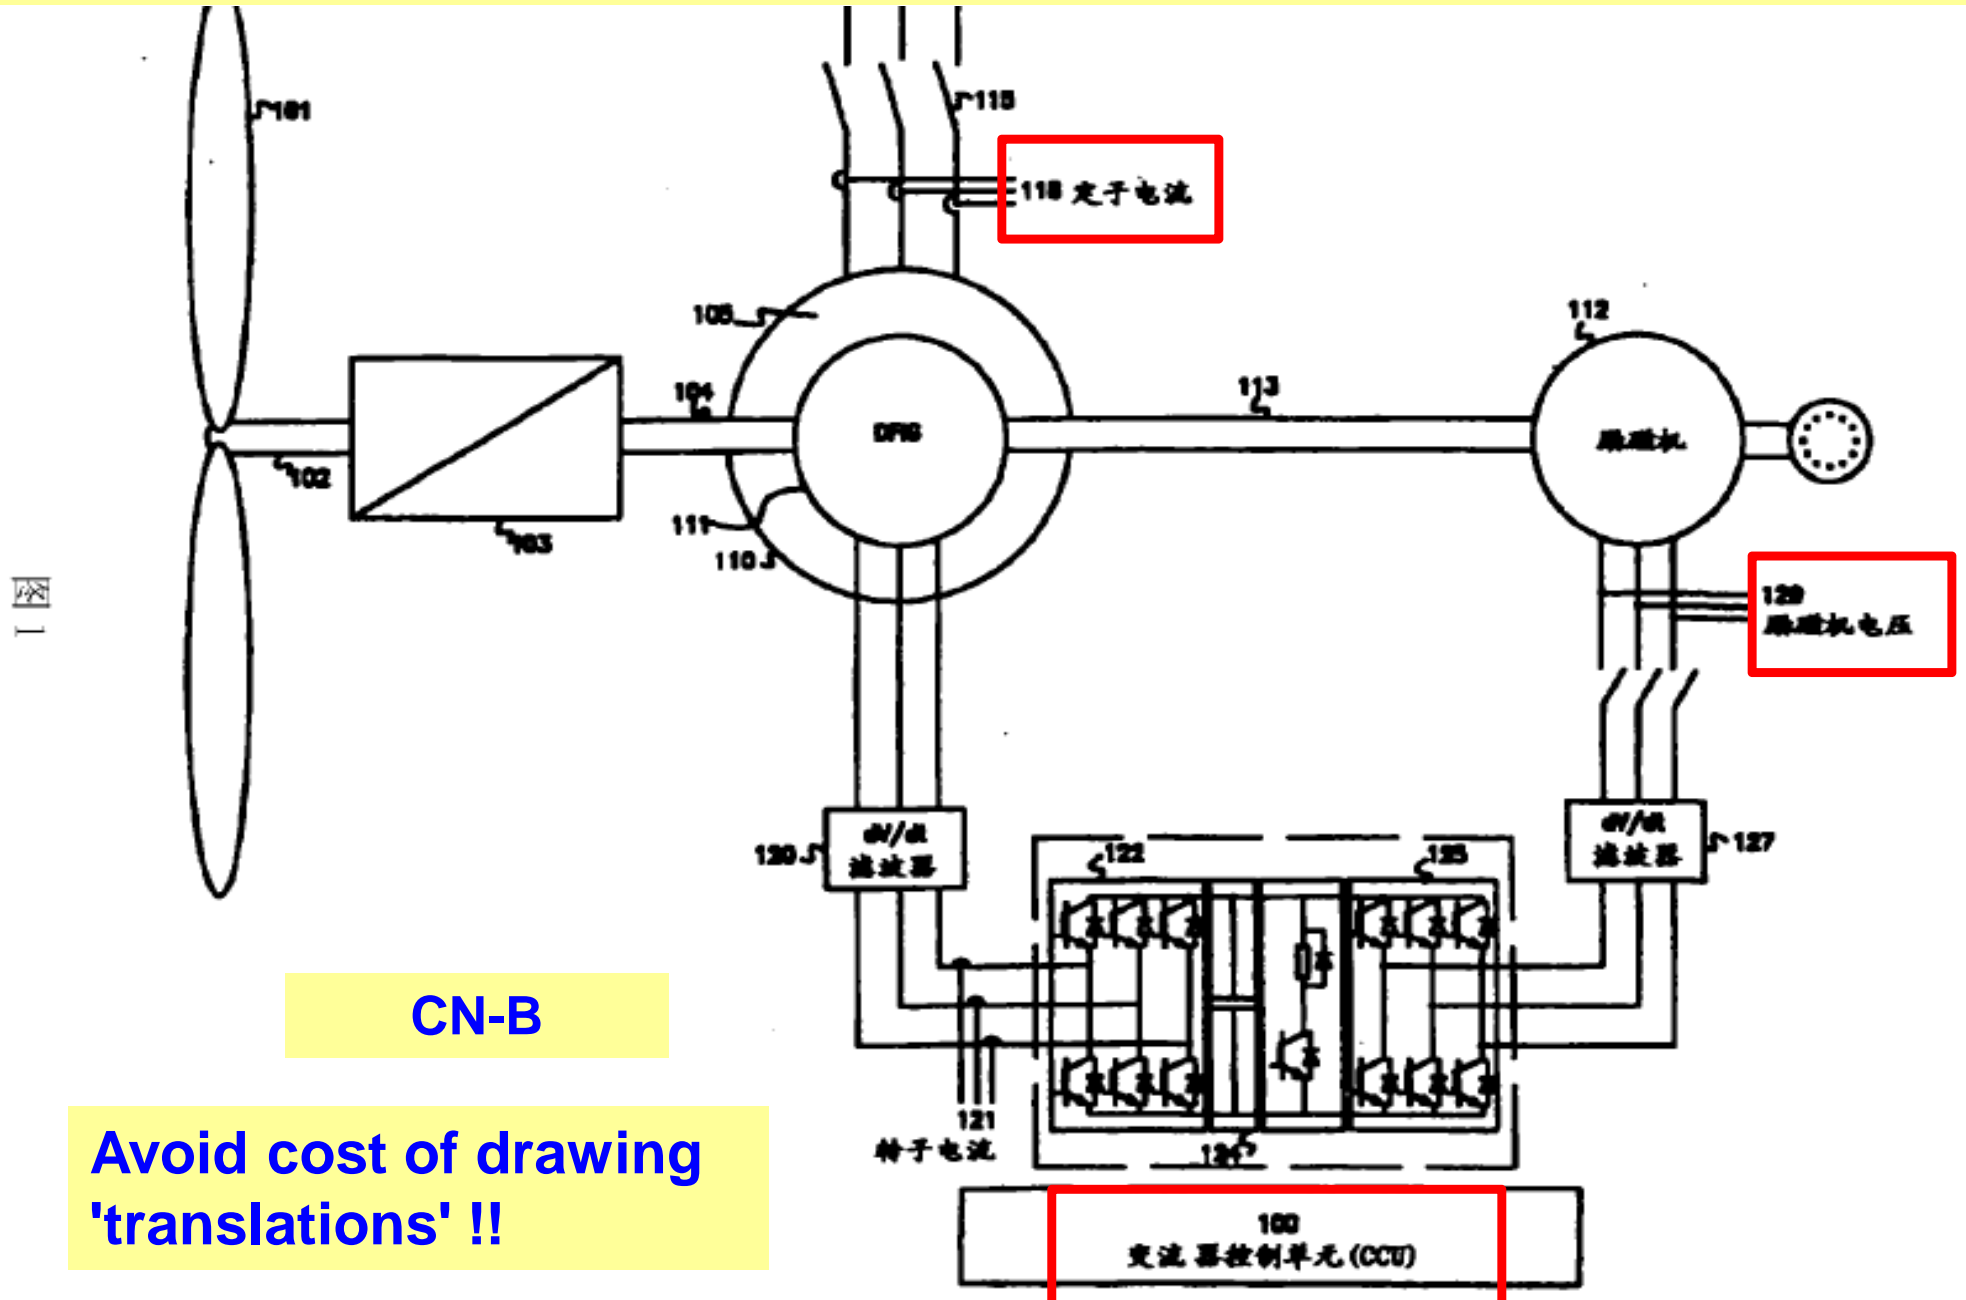 101
115
118 定子电流
105
112
104
113
DFIG
励磁机
102
103
111
110
图 1
129
励磁机电压
dV/dt
滤波器
120
dV/dt
滤波器
127
122
125
CN-B
121
转子电流
124
Avoid cost of drawing
'translations' !!
100
变流器控制单元(CCU)